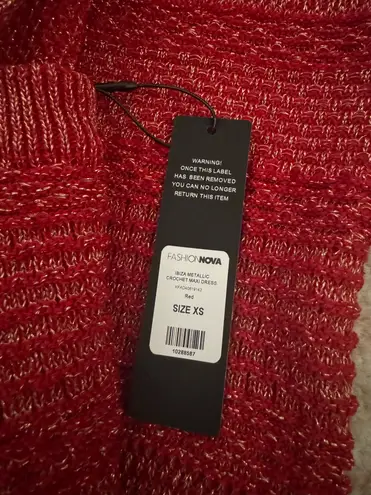 WARNING!
ONCE THIS LABEL
HAS BEEN REMOVED
YOU CAN NO LONGER
RETURN THIS ITEM
FASHIONNOVA
IBIZA METALLIC
CROCHET MAXI DRESS
Red
SIZE XS
10288587